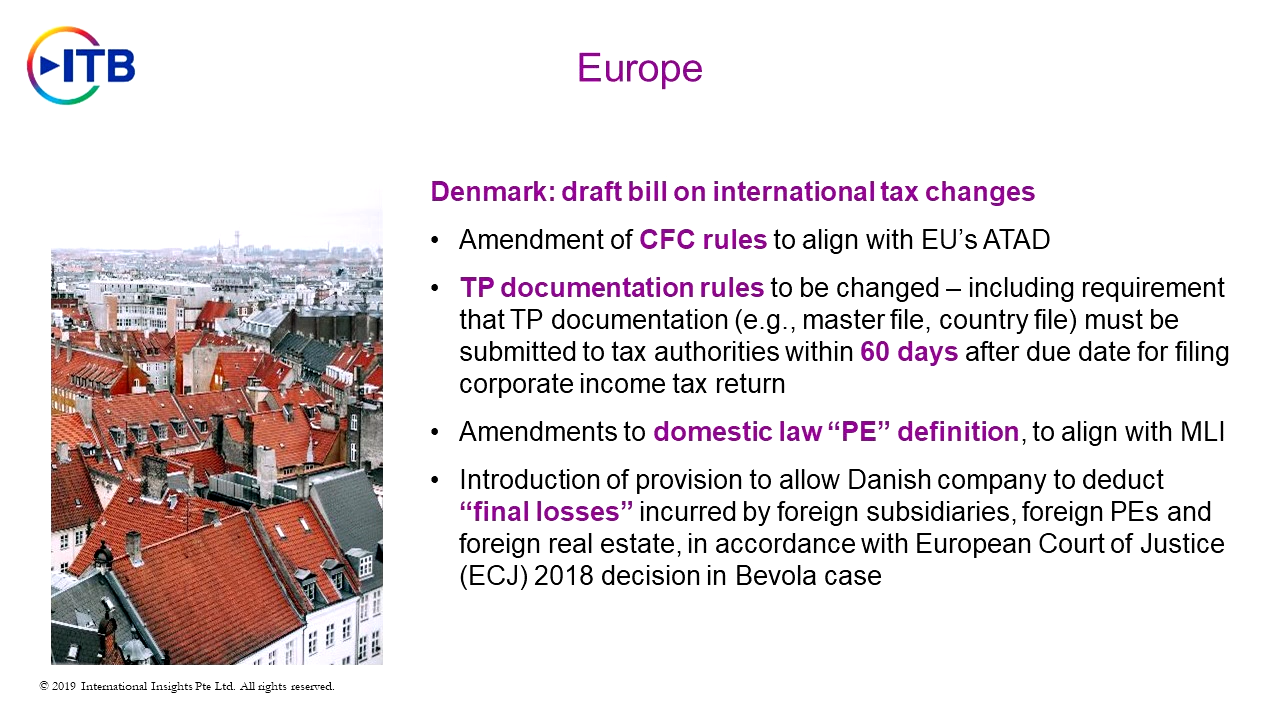 ITB
Europe
Denmark: draft bill on international tax changes
• Amendment of CFC rules to align with EU’s ATAD
• TP documentation rules to be changed – including requirement
that TP documentation (e.g., master file, country file) must be
submitted to tax authorities within 60 days after due date for filing
corporate income tax return
• Amendments to domestic law “PE” definition, to align with MLI
• Introduction of provision to allow Danish company to deduct
“final losses” incurred by foreign subsidiaries, foreign PEs and
foreign real estate, in accordance with European Court of Justice
(ECJ) 2018 decision in Bevola case
© 2019 International Insights Pte Ltd. All rights reserved.